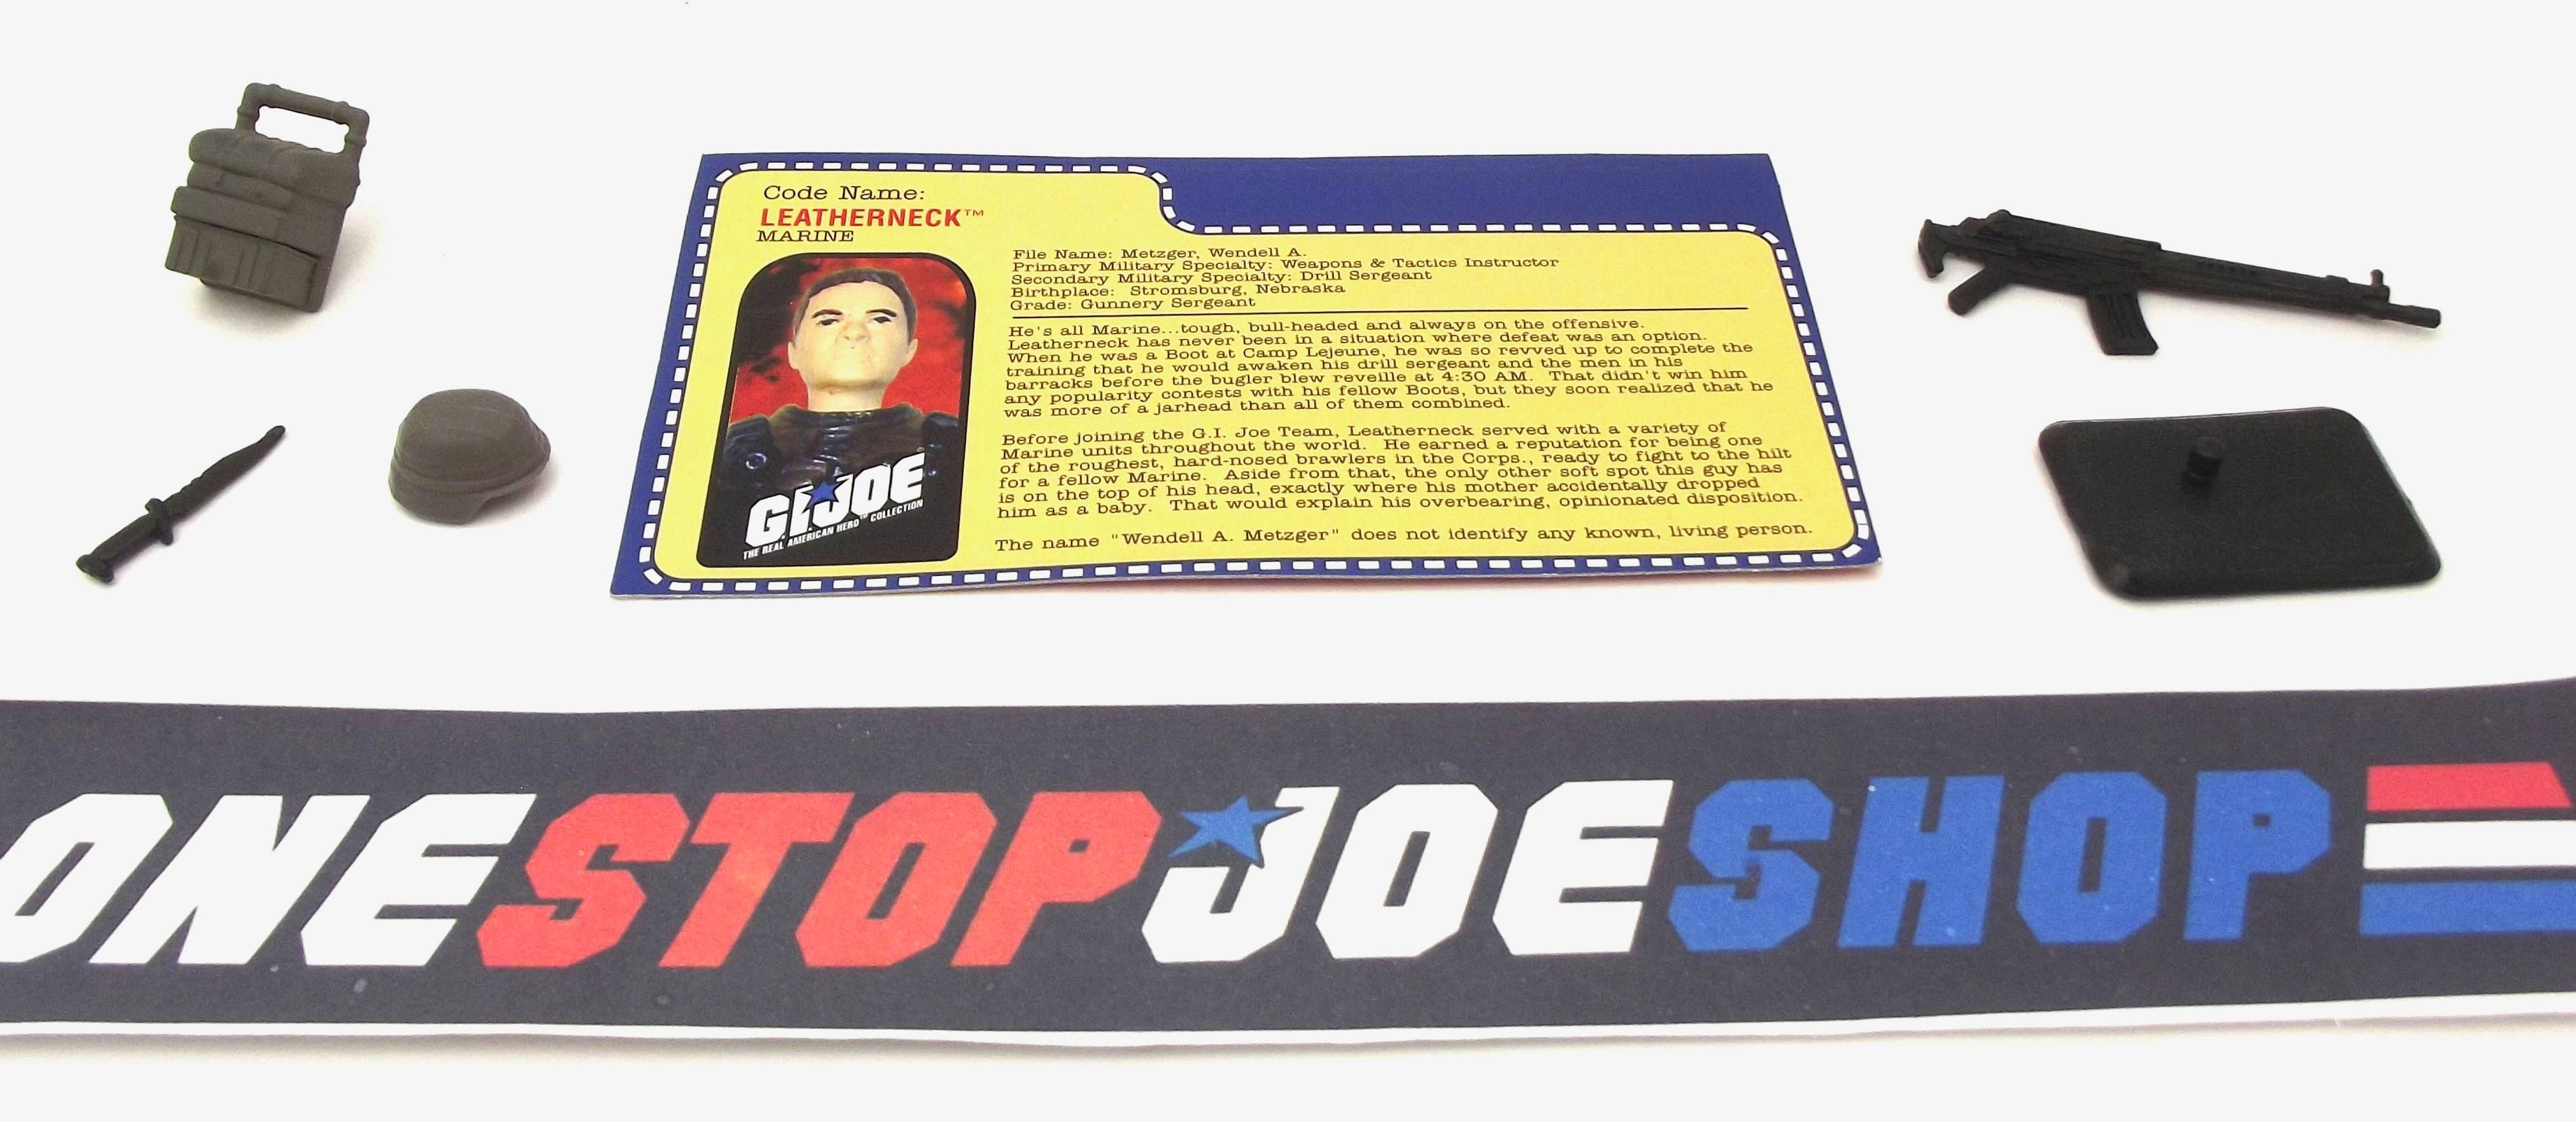 Code Name:
LEATHERNECK™
MARINE
File Name: Metzger, Wendell A.
Primary Military Specialty: Weapons & Tactics Instructor
Secondary Military Specialty: Drill Sergeant
Birthplace: Stromsburg, Nebraska
Grade: Gunnery Sergeant
He's all Marine...tough, bull-headed and always on the offensive.
Leatherneck has never been in a situation where defeat was an option.
When he was a Boot at Camp Lejeune, he was so revved up to complete the
training that he would awaken his drill sergeant and the men in his
barracks before the bugler blew reveille at 4:30 AM. That didn't win him
any popularity contests with his fellow Boots, but they soon realized that he
was more of a jarhead than all of them combined.
Before joining the G.I. Joe Team, Leatherneck served with a variety of
Marine units throughout the world. He earned a reputation for being one
of the roughest, hard-nosed brawlers in the Corps., ready to fight to the hilt
for a fellow Marine. Aside from that, the only other soft spot this guy has
is on the top of his head, exactly where his mother accidentally dropped
him as a baby. That would explain his overbearing, opinionated disposition.
The name "Wendell A. Metzger" does not identify any known, living person.
GI JOE
THE REAL AMERICAN HERO™ COLLECTION
ONESTOPJOESHOP